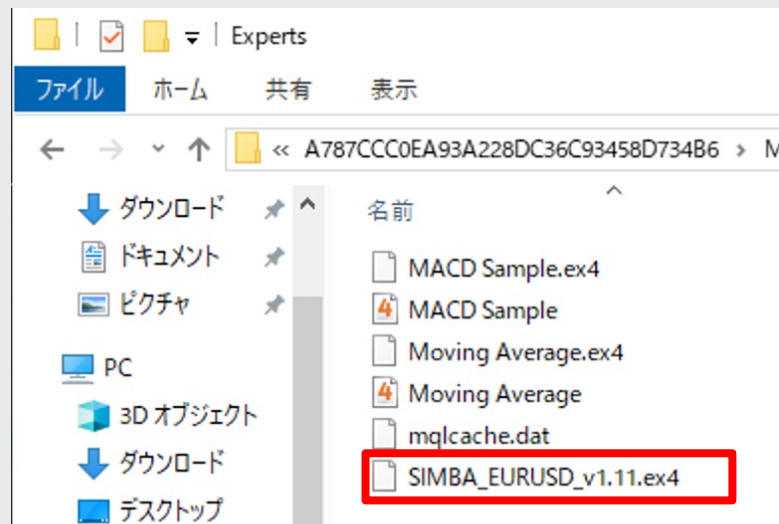 Experts
ファイル ホーム 共有 表示
« A787CCC0EA93A228DC36C93458D734B6 > M
ダウンロード
ドキュメント
ピクチャ
PC
3D オブジェクト
ダウンロード
デスクトップ
名前
MACD Sample.ex4
MACD Sample
Moving Average.ex4
Moving Average
mqlcache.dat
SIMBA_EURUSD_v1.11.ex4